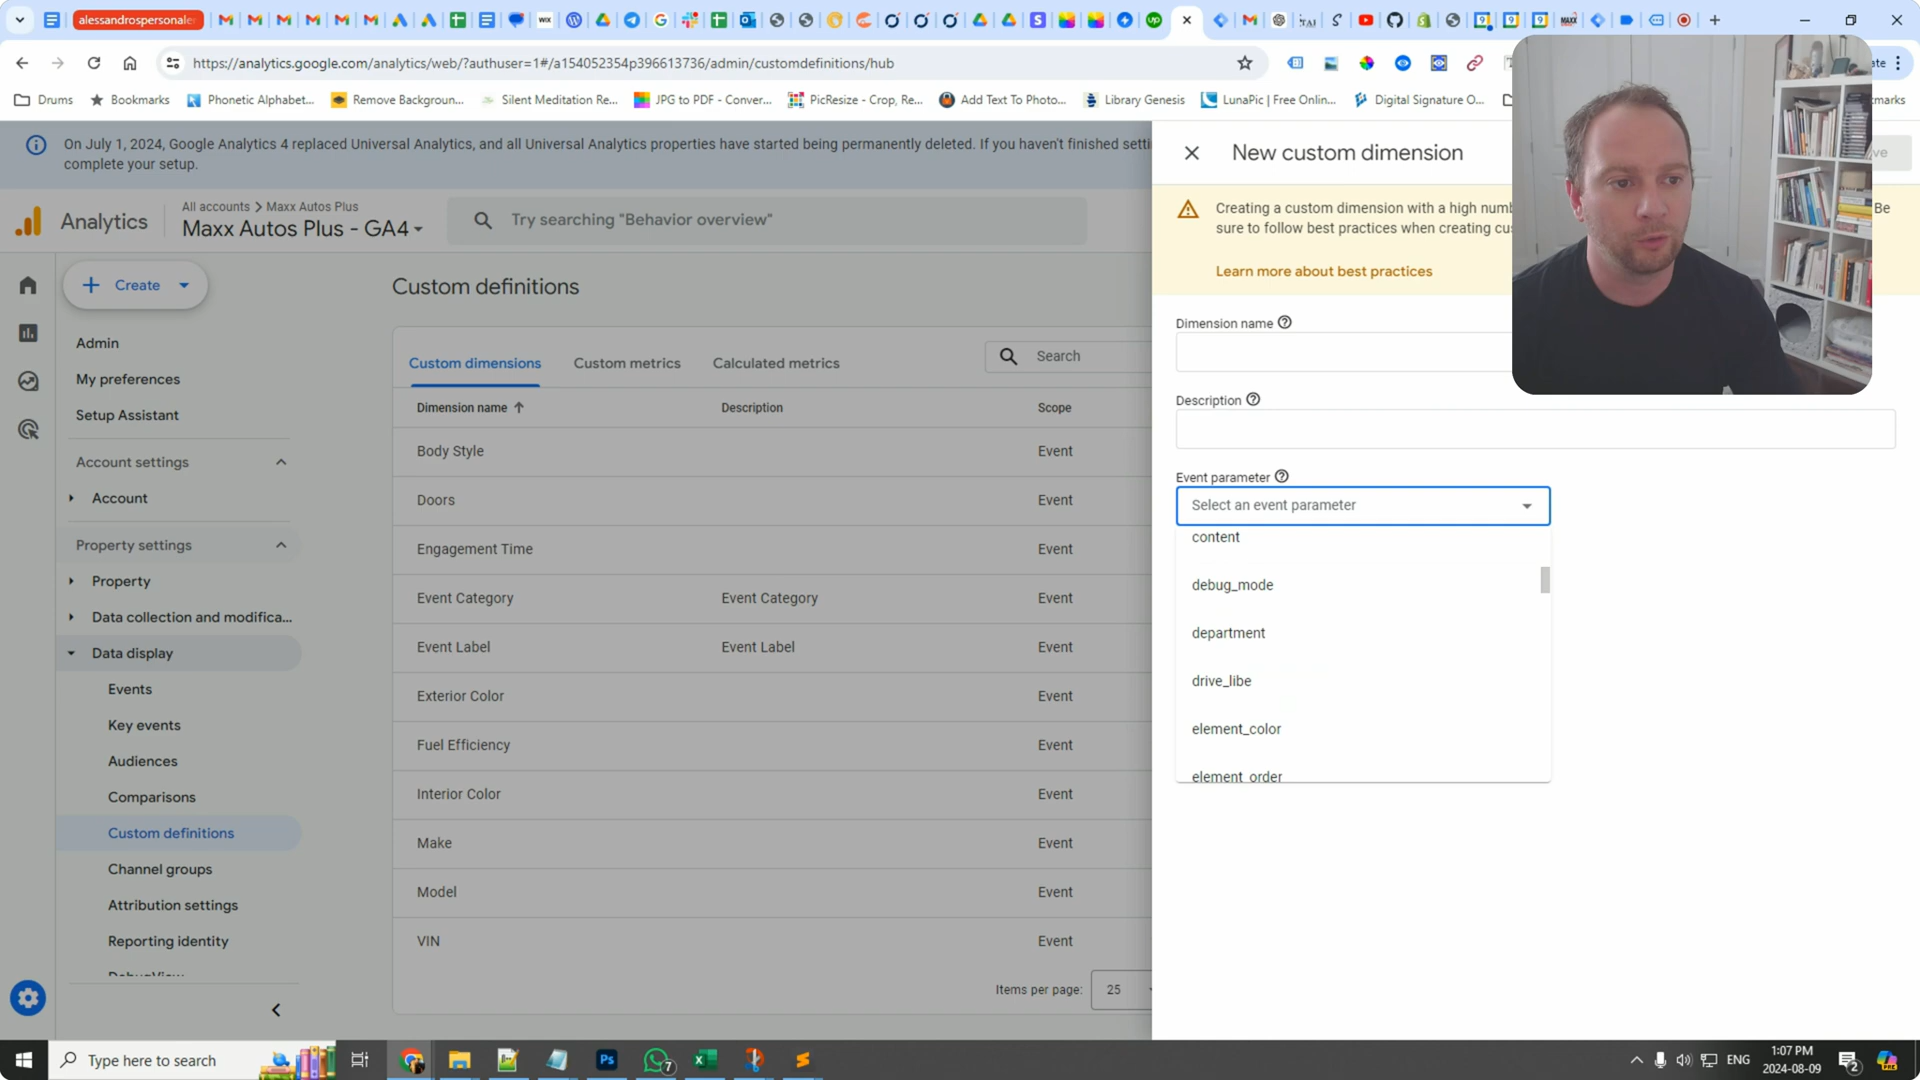 alessandrospersonale
https://analytics.google.com/analytics/web/?authuser=1#/a154052354p396613736/admin/customdefinitions/hub
Drums
Bookmarks
Phonetic Alphabet...
Remove Backgroun...
Silent Meditation Re...
JPG to PDF - Conver...
PicResize - Crop, Re...
Add Text To Photo...
Library Genesis
LunaPic | Free Onlin...
Digital Signature O...
On July 1, 2024, Google Analytics 4 replaced Universal Analytics, and all Universal Analytics properties have started being permanently deleted. If you haven't finished
complete your setup.
Analytics
All accounts > Maxx Autos Plus
Maxx Autos Plus - GA4
Try searching "Behavior overview"
Create
Admin
My preferences
Setup Assistant
Account settings
Account
Property settings
Property
Data collection and modifica...
Data display
Events
Key events
Audiences
Comparisons
Custom definitions
Channel groups
Attribution settings
Reporting identity
DebugView
Custom definitions
Custom dimensions
Custom metrics
Calculated metrics
Search
Dimension name
Description
Scope
Body Style
Event
Doors
Event
Engagement Time
Event
Event Category
Event Category
Event
Event Label
Event Label
Event
Exterior Color
Event
Fuel Efficiency
Event
Interior Color
Event
Make
Event
Model
Event
VIN
Event
Items per page:
25
New custom dimension
Creating a custom dimension with a high
Be
sure to follow best practices when creating
Learn more about best practices
Dimension name
Description
Event parameter
Select an event parameter
content
debug_mode
department
drive_libe
element_color
element_order
Type here to search
7
ENG
1:07 PM
2024-08-09
2